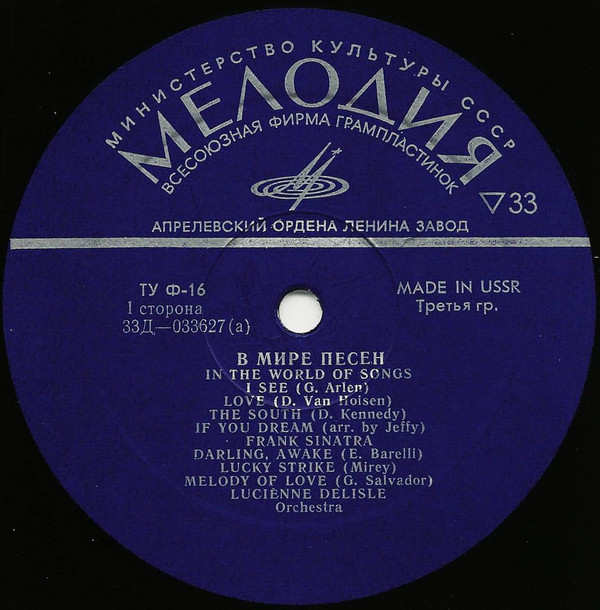 МИНИСТЕРСТВО КУЛЬТУРЫ СССР
МЕЛОДИЯ
ВСЕСОЮЗНАЯ ФИРМА ГРАМПЛАСТИНОК
▽33
АПРЕЛЕВСКИЙ ОРДЕНА ЛЕНИНА ЗАВОД
ТУ Ф-16
MADE IN USSR
1 сторона
Третья гр.
33Д—033627(а)
В МИРЕ ПЕСЕН
IN THE WORLD OF SONGS
I SEE (G. Arlen)
LOVE (D. Van Hoisen)
THE SOUTH (D. Kennedy)
IF YOU DREAM (arr. by Jeffy)
FRANK SINATRA
DARLING, AWAKE (E. Barelli)
LUCKY STRIKE (Mirey)
MELODY OF LOVE (G. Salvador)
LUCIENNE DELISLE
Orchestra